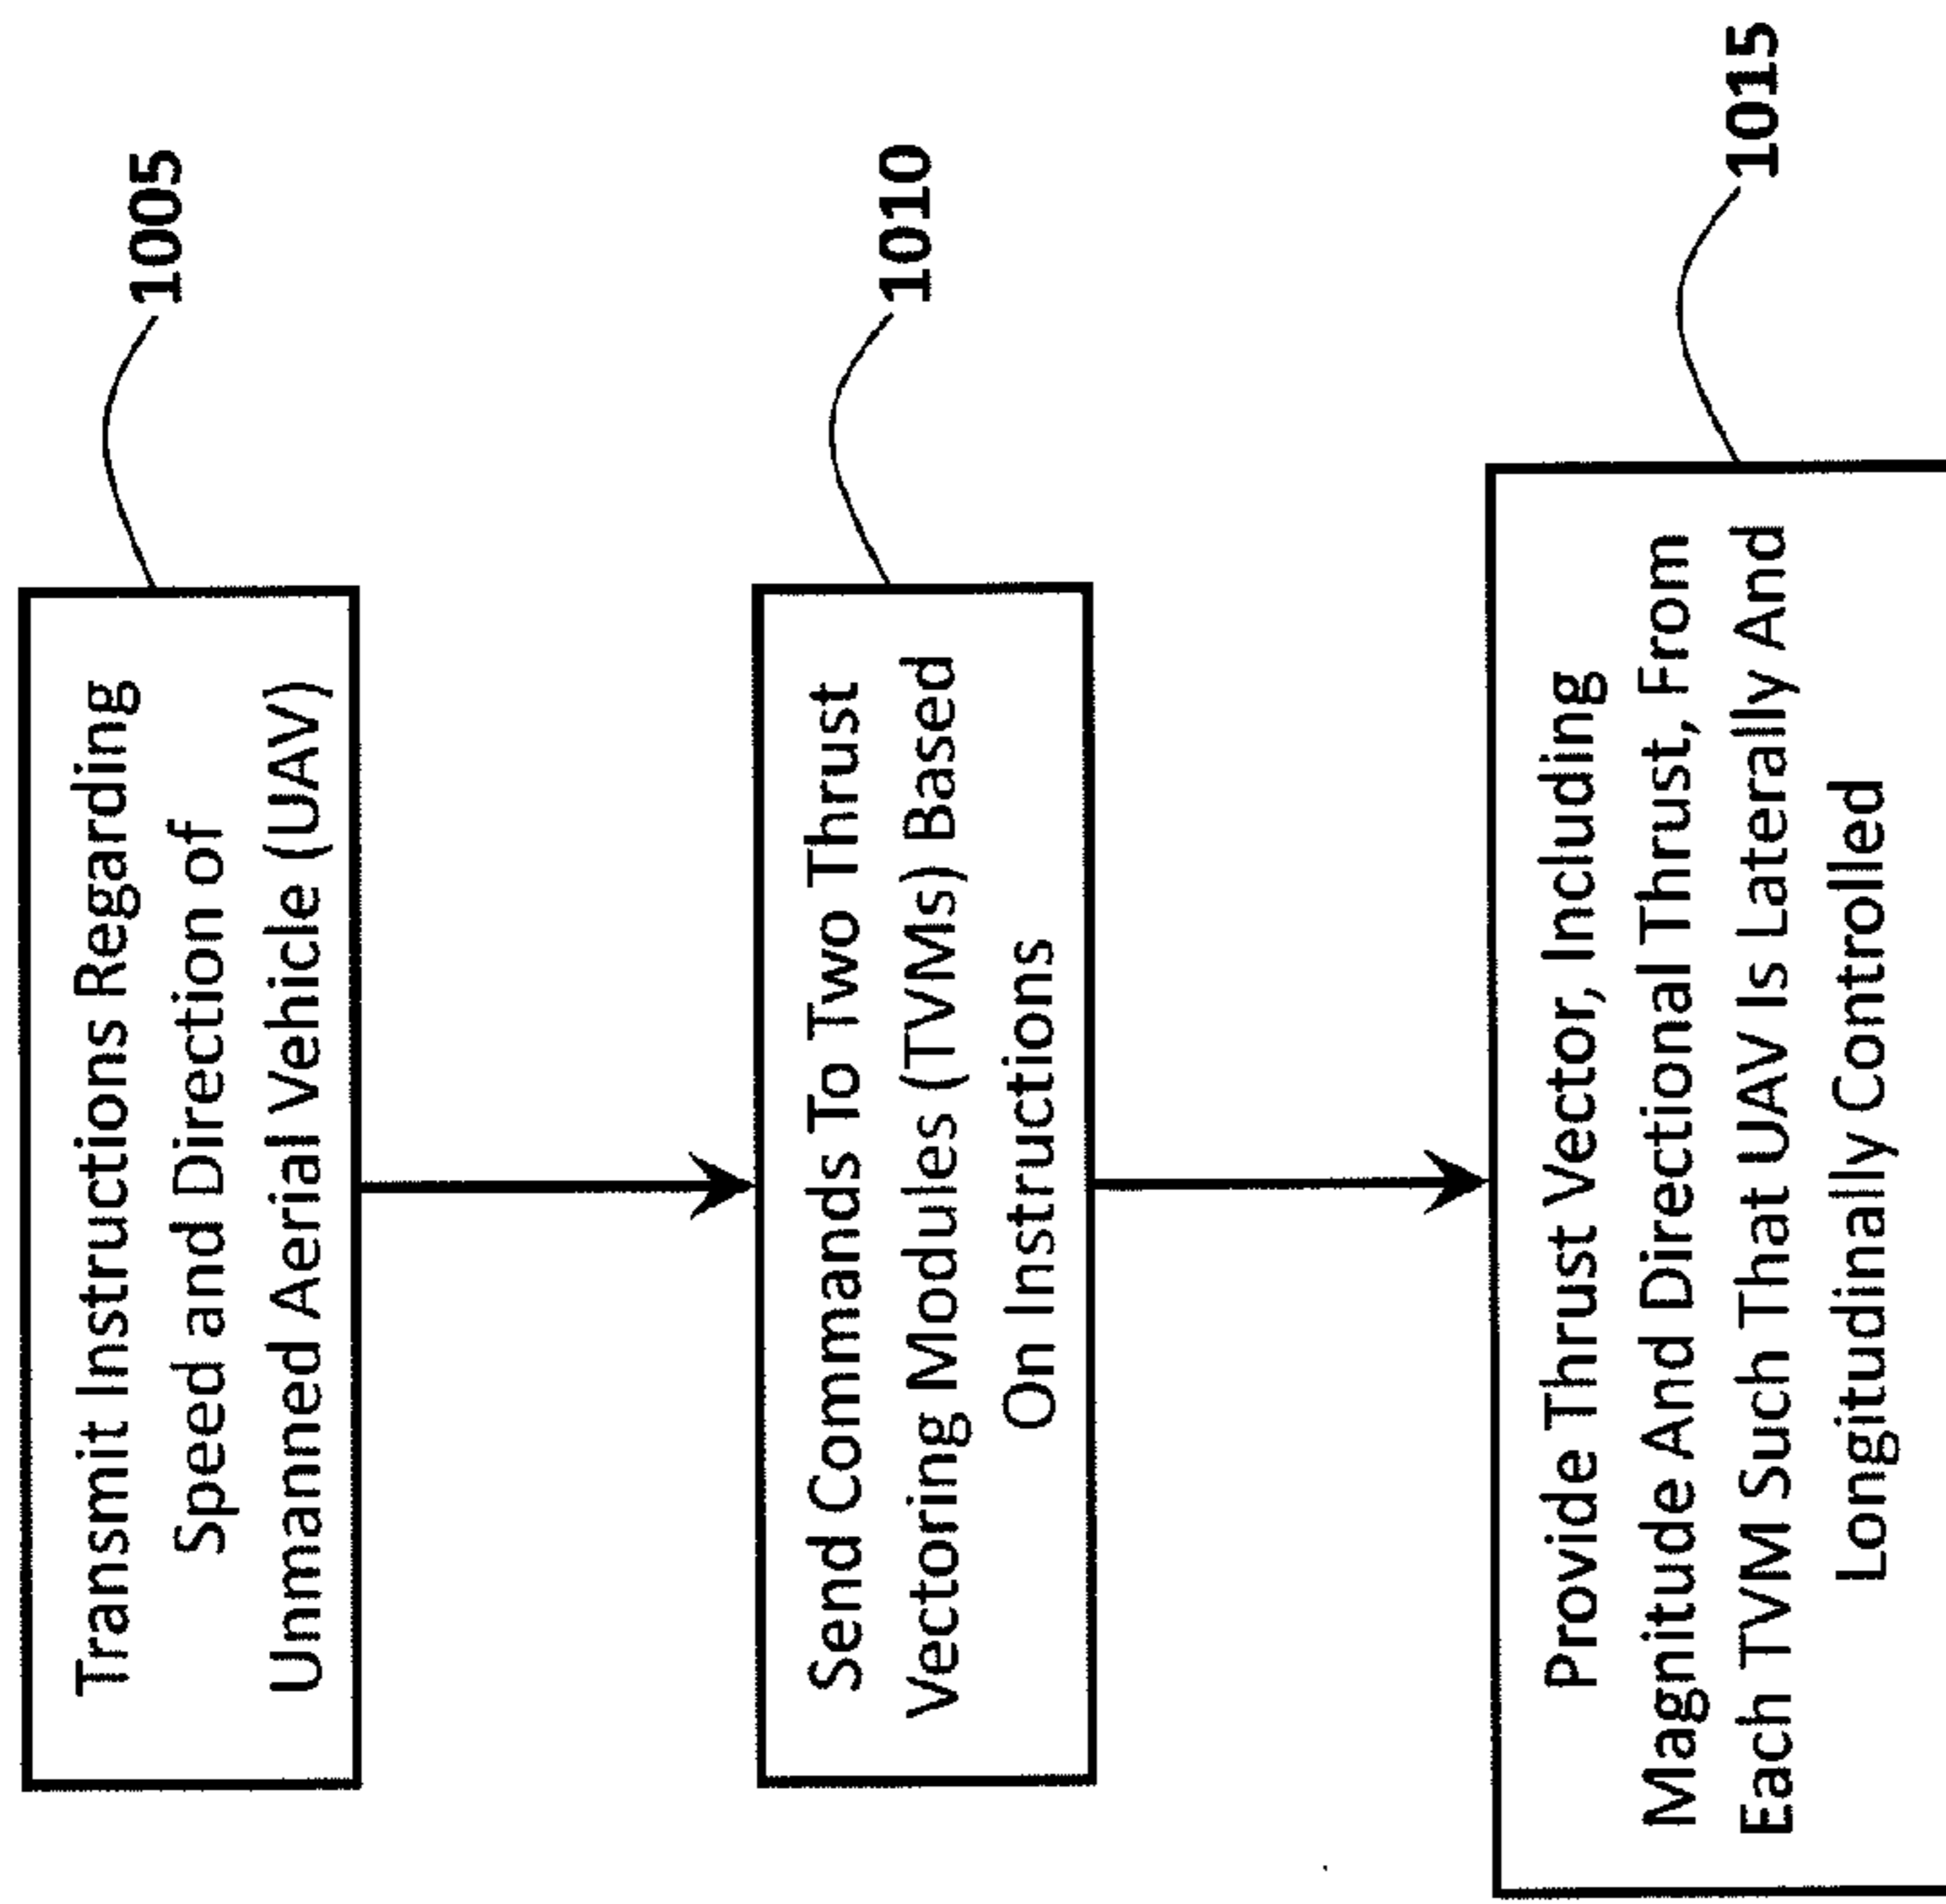 Transmit Instructions Regarding
Speed and Direction of
Unmanned Aerial Vehicle (UAV)
1005
Send Commands To Two Thrust
Vectoring Modules (TVMs) Based
On Instructions
1010
Provide Thrust Vector, Including
Magnitude And Directional Thrust, From
Each TVM Such That UAV Is Laterally And
Longitudinally Controlled
1015